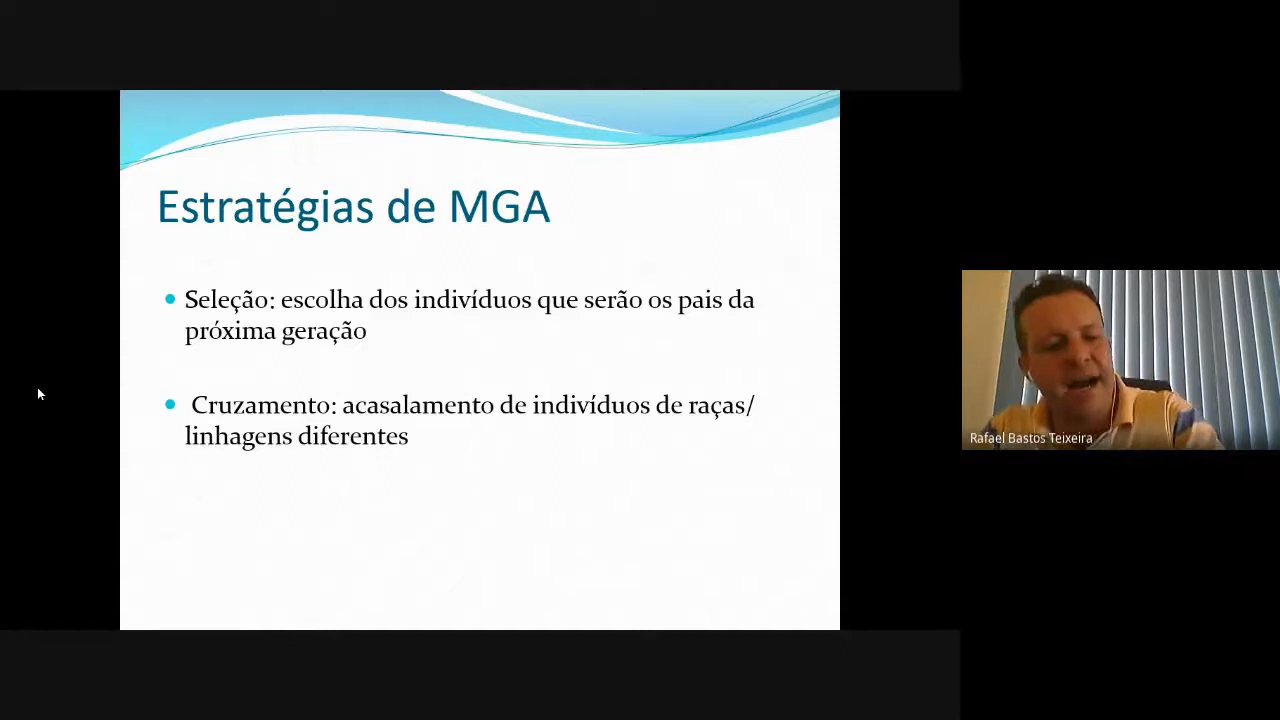 Estratégias de MGA
Seleção: escolha dos indivíduos que serão os pais da
próxima geração
Cruzamento: acasalamento de indivíduos de raças/
linhagens diferentes
Rafael Bastos Teixeira